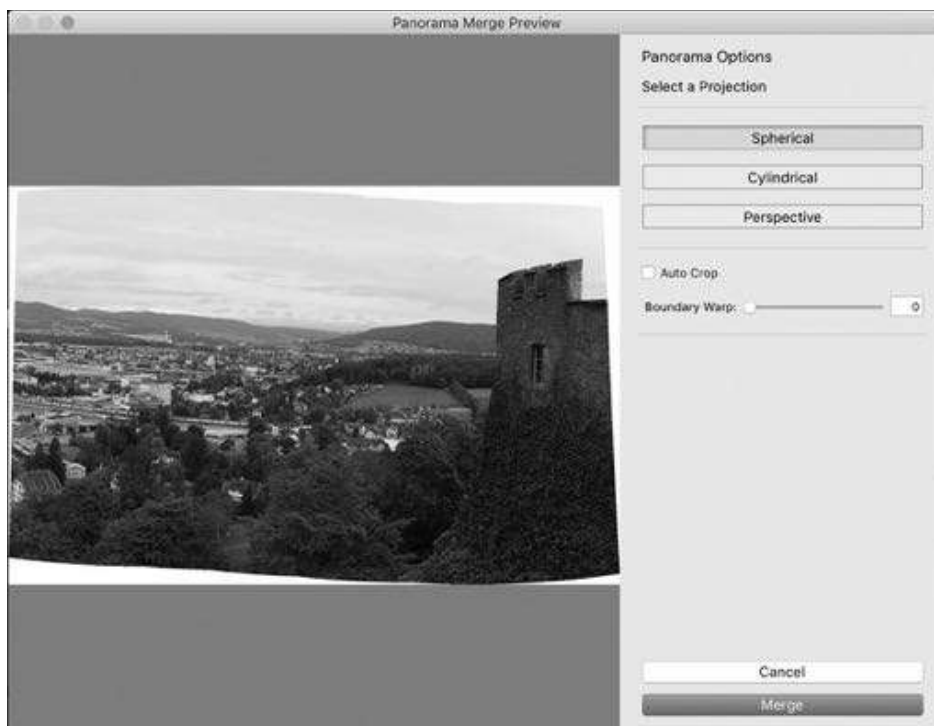 Panorama Merge Preview
Panorama Options
Select a Projection
Spherical
Cylindrical
Perspective
Auto Crop
Boundary Warp: 0
Cancel
Merge